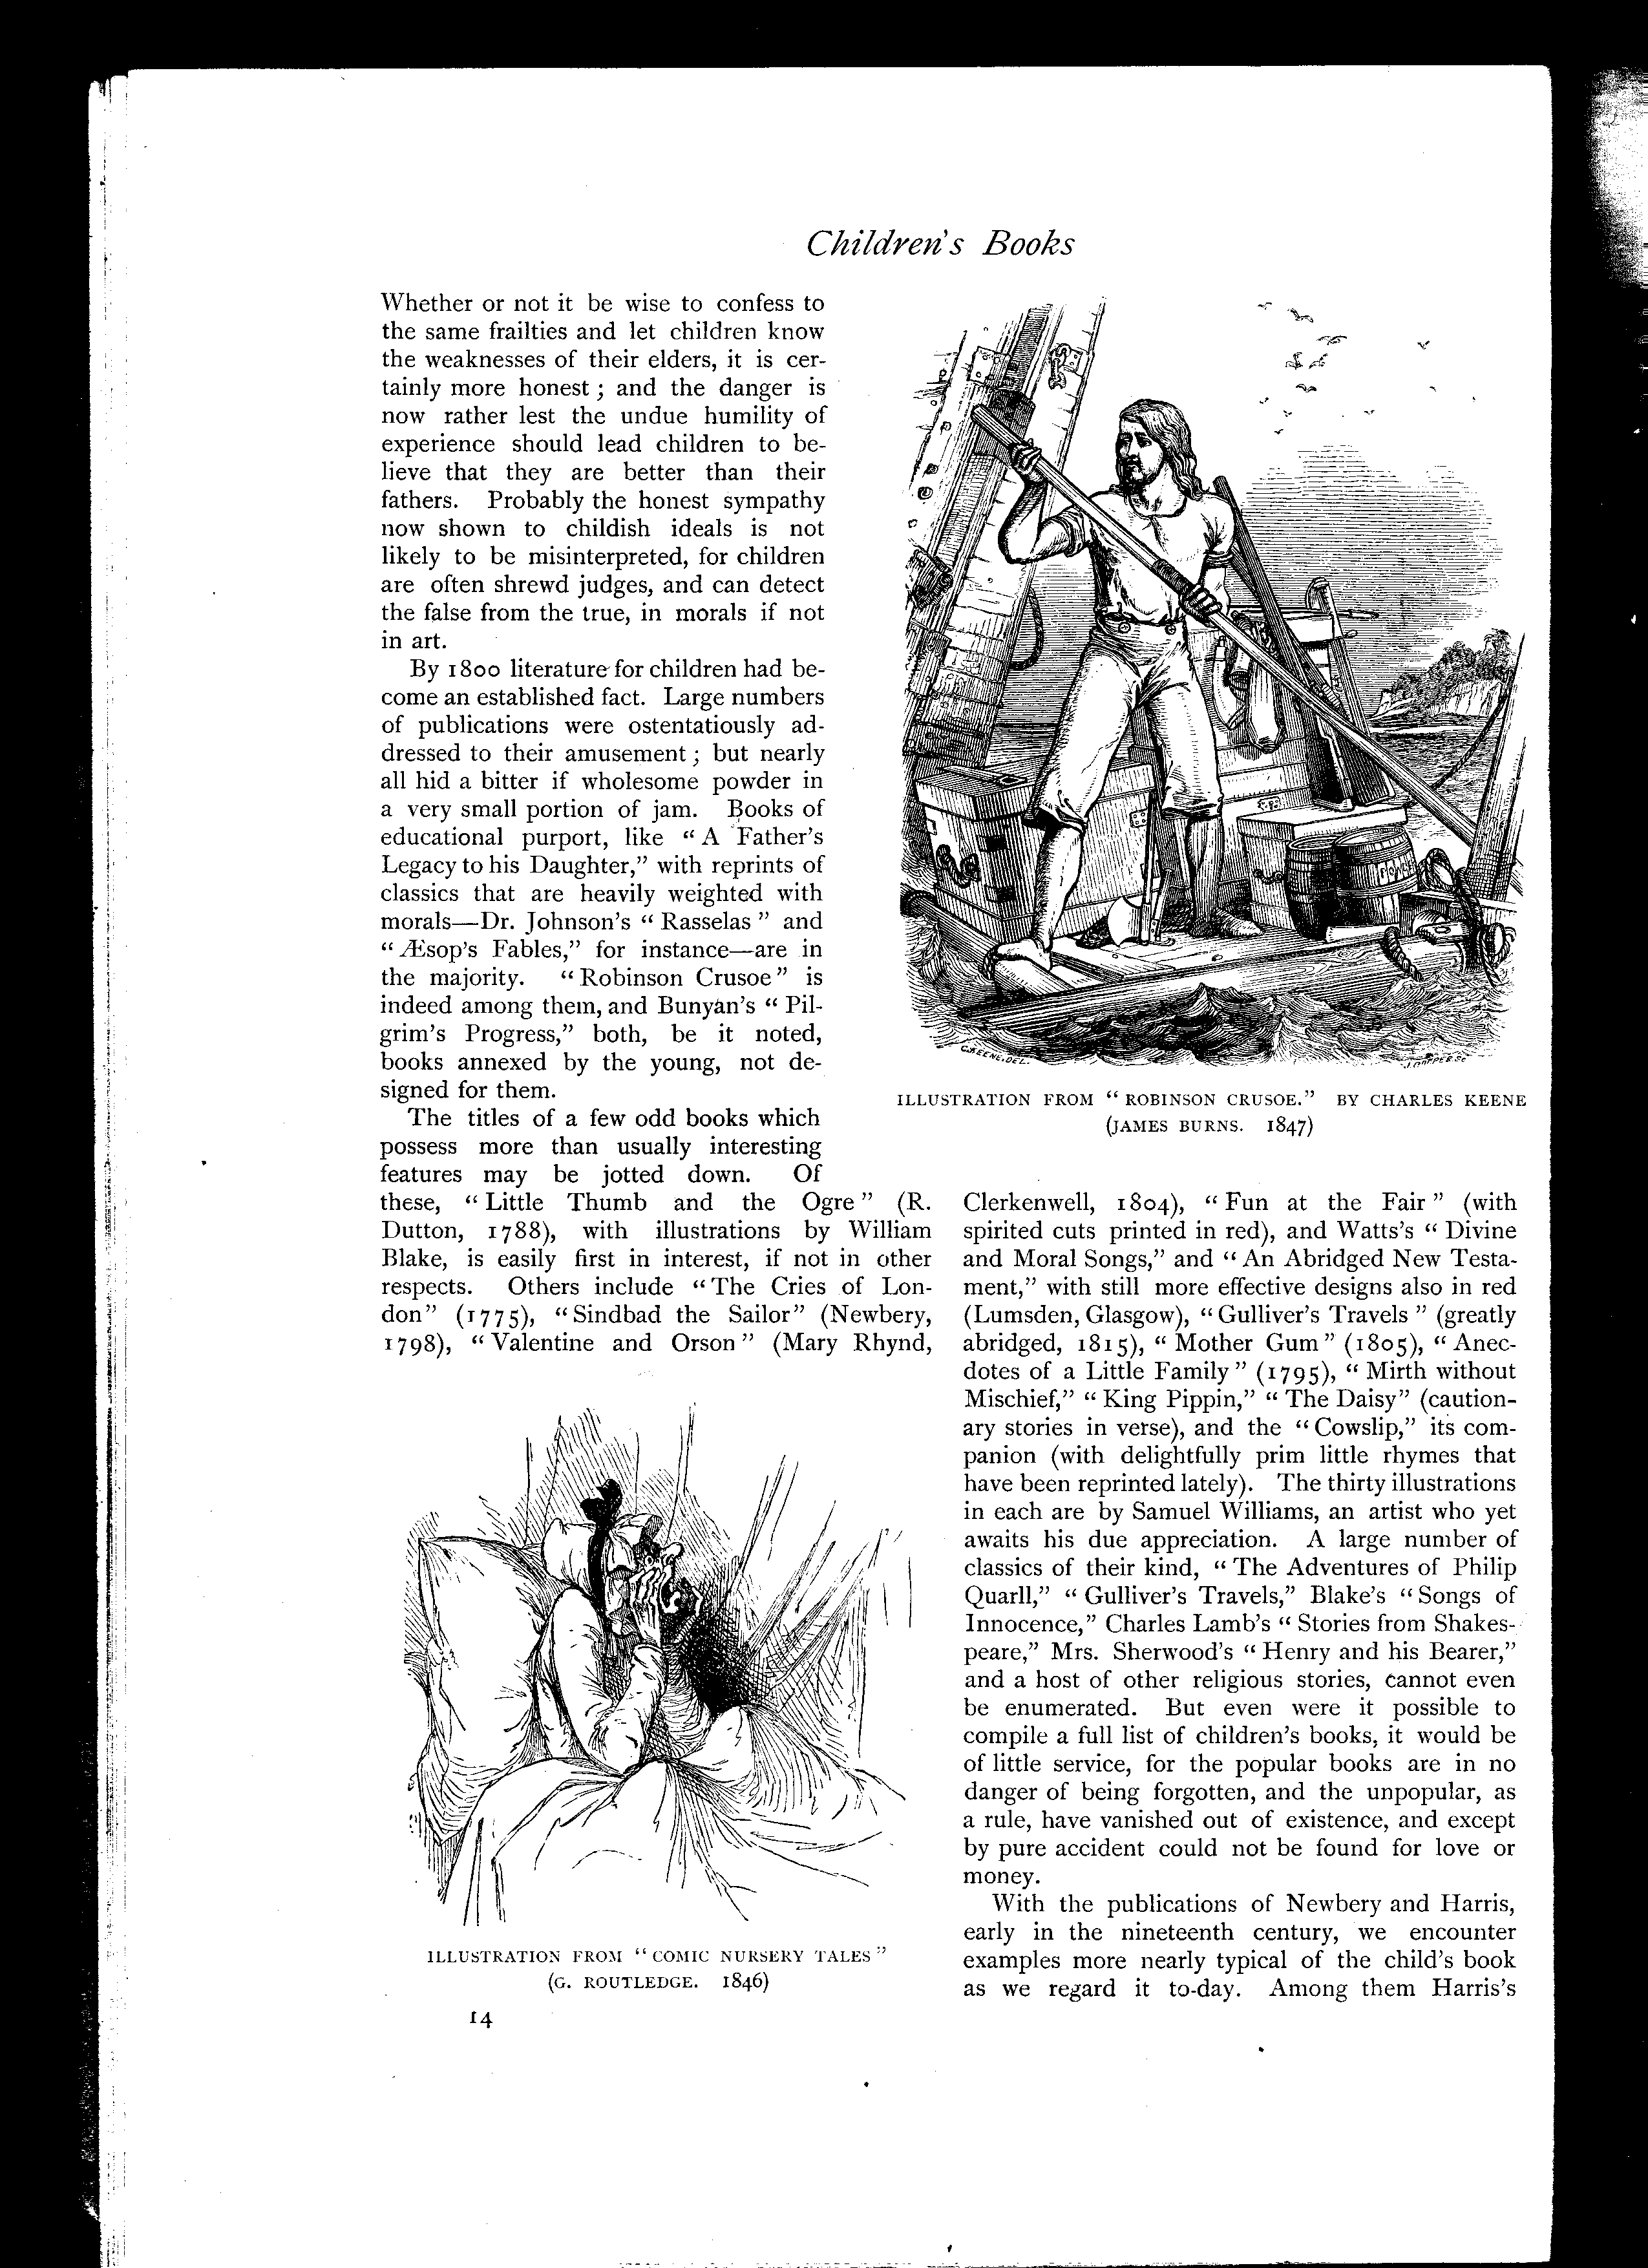 Children's Books
Whether or not it be wise to confess to
the same frailties and let children know
the weaknesses of their elders, it is cer-
tainly more honest ; and the danger is
now rather lest the undue humility of
experience should lead children to be-
lieve that they are better than their
fathers. Probably the honest sympathy
now shown to childish ideals is not
likely to be misinterpreted, for children
are often shrewd judges, and can detect
the false from the true, in morals if not
in art.
By 1800 literature for children had be-
come an established fact. Large numbers
of publications were ostentatiously ad-
dressed to their amusement ; but nearly
all hid a bitter if wholesome powder in
a very small portion of jam. Books of
educational purport, like “ A Father's
Legacy to his Daughter,” with reprints of
classics that are heavily weighted with
morals—Dr. Johnson's “ Rasselas ” and
“ Æsop's Fables,” for instance—are in
the majority. “ Robinson Crusoe ” is
indeed among them, and Bunyan's “ Pil-
grim's Progress,” both, be it noted,
books annexed by the young, not de-
signed for them.
The titles of a few odd books which
possess more than usually interesting
features may be jotted down. Of
these, “ Little Thumb and the Ogre ” (R.
Dutton, 1788), with illustrations by William
Blake, is easily first in interest, if not in other
respects. Others include “ The Cries of Lon-
don” (1775), “Sindbad the Sailor” (Newbery,
1798), “ Valentine and Orson ” (Mary Rhynd,
C. KEENE. DEL.
ILLUSTRATION FROM “ ROBINSON CRUSOE.” BY CHARLES KEENE
(JAMES BURNS. 1847)
Clerkenwell, 1804), “ Fun at the Fair ” (with
spirited cuts printed in red), and Watts's “ Divine
and Moral Songs,” and “ An Abridged New Testa-
ment,” with still more effective designs also in red
(Lumsden, Glasgow), “ Gulliver's Travels ” (greatly
abridged, 1815), “ Mother Gum ” (1805), “ Anec-
dotes of a Little Family ” (1795), “ Mirth without
Mischief,” “ King Pippin,” “ The Daisy” (caution-
ary stories in verse), and the “ Cowslip,” its com-
panion (with delightfully prim little rhymes that
have been reprinted lately). The thirty illustrations
in each are by Samuel Williams, an artist who yet
awaits his due appreciation. A large number of
classics of their kind, “ The Adventures of Philip
Quarll,” “ Gulliver's Travels,” Blake's “ Songs of
Innocence,” Charles Lamb's “ Stories from Shakes-
peare,” Mrs. Sherwood's “ Henry and his Bearer,”
and a host of other religious stories, cannot even
be enumerated. But even were it possible to
compile a full list of children's books, it would be
of little service, for the popular books are in no
danger of being forgotten, and the unpopular, as
a rule, have vanished out of existence, and except
by pure accident could not be found for love or
money.
With the publications of Newbery and Harris,
early in the nineteenth century, we encounter
examples more nearly typical of the child's book
as we regard it to-day. Among them Harris's
ILLUSTRATION FROM “ COMIC NURSERY TALES ”
(G. ROUTLEDGE. 1846)
14